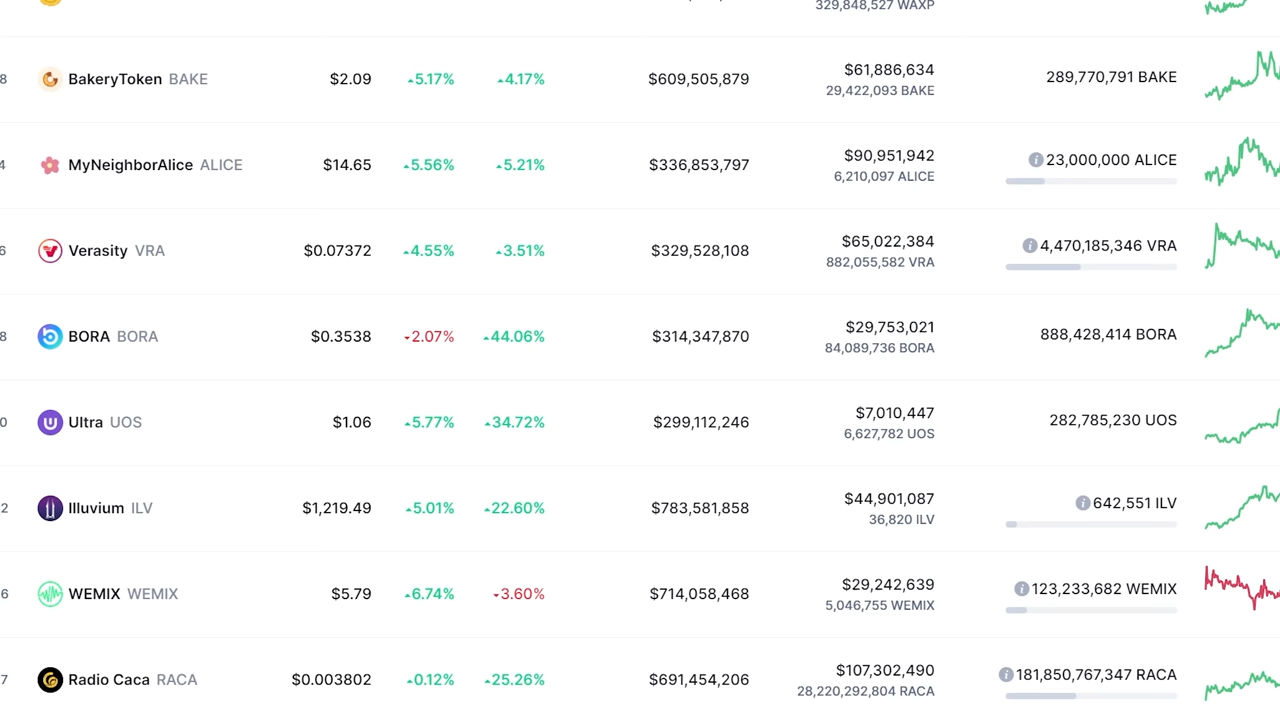 329,848,527 WAXP
8 BakeryToken BAKE $2.09 5.17% 4.17% $609,505,879 $61,886,634 289,770,791 BAKE
29,422,093 BAKE
4 MyNeighborAlice ALICE $14.65 5.56% 5.21% $336,853,797 $90,951,942 23,000,000 ALICE
6,210,097 ALICE
6 Verasity VRA $0.07372 4.55% 3.51% $329,528,108 $65,022,384 4,470,185,346 VRA
882,055,582 VRA
8 BORA BORA $0.3538 2.07% 44.06% $314,347,870 $29,753,021 888,428,414 BORA
84,089,736 BORA
0 Ultra UOS $1.06 5.77% 34.72% $299,112,246 $7,010,447 282,785,230 UOS
6,627,782 UOS
2 Illuvium ILV $1,219.49 5.01% 22.60% $783,581,858 $44,901,087 642,551 ILV
36,820 ILV
6 WEMIX WEMIX $5.79 6.74% 3.60% $714,058,468 $29,242,639 123,233,682 WEMIX
5,046,755 WEMIX
7 Radio Caca RACA $0.003802 0.12% 25.26% $691,454,206 $107,302,490 181,850,767,347 RACA
28,220,292,804 RACA